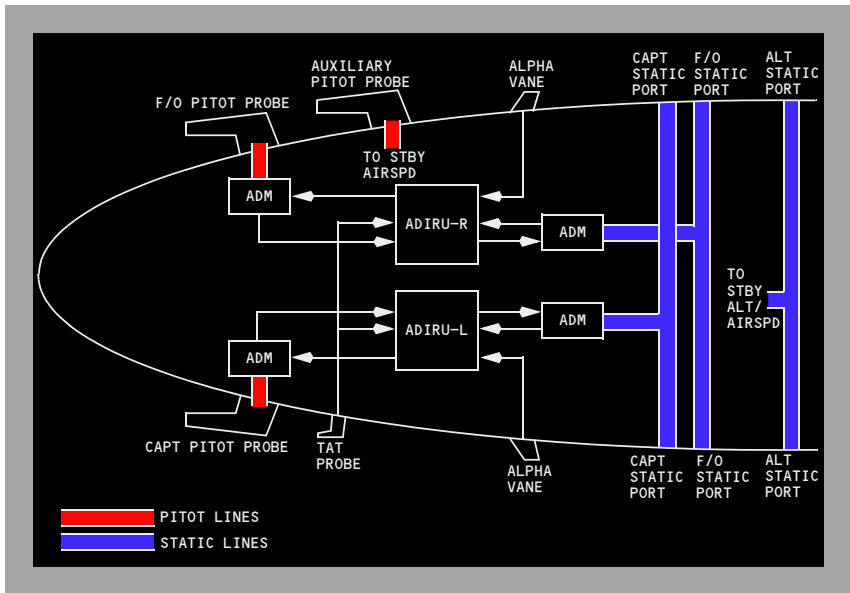 AUXILIARY
PITOT PROBE
ALPHA
VANE
CAPT
STATIC
PORT
F/O
STATIC
PORT
ALT
STATIC
PORT
F/O PITOT PROBE
TO STBY
AIRSPD
ADM
ADIRU-R
ADM
TO
STBY
ALT/
AIRSPD
ADM
ADIRU-L
ADM
CAPT PITOT PROBE
TAT
PROBE
ALPHA
VANE
CAPT
STATIC
PORT
F/O
STATIC
PORT
ALT
STATIC
PORT
PITOT LINES
STATIC LINES